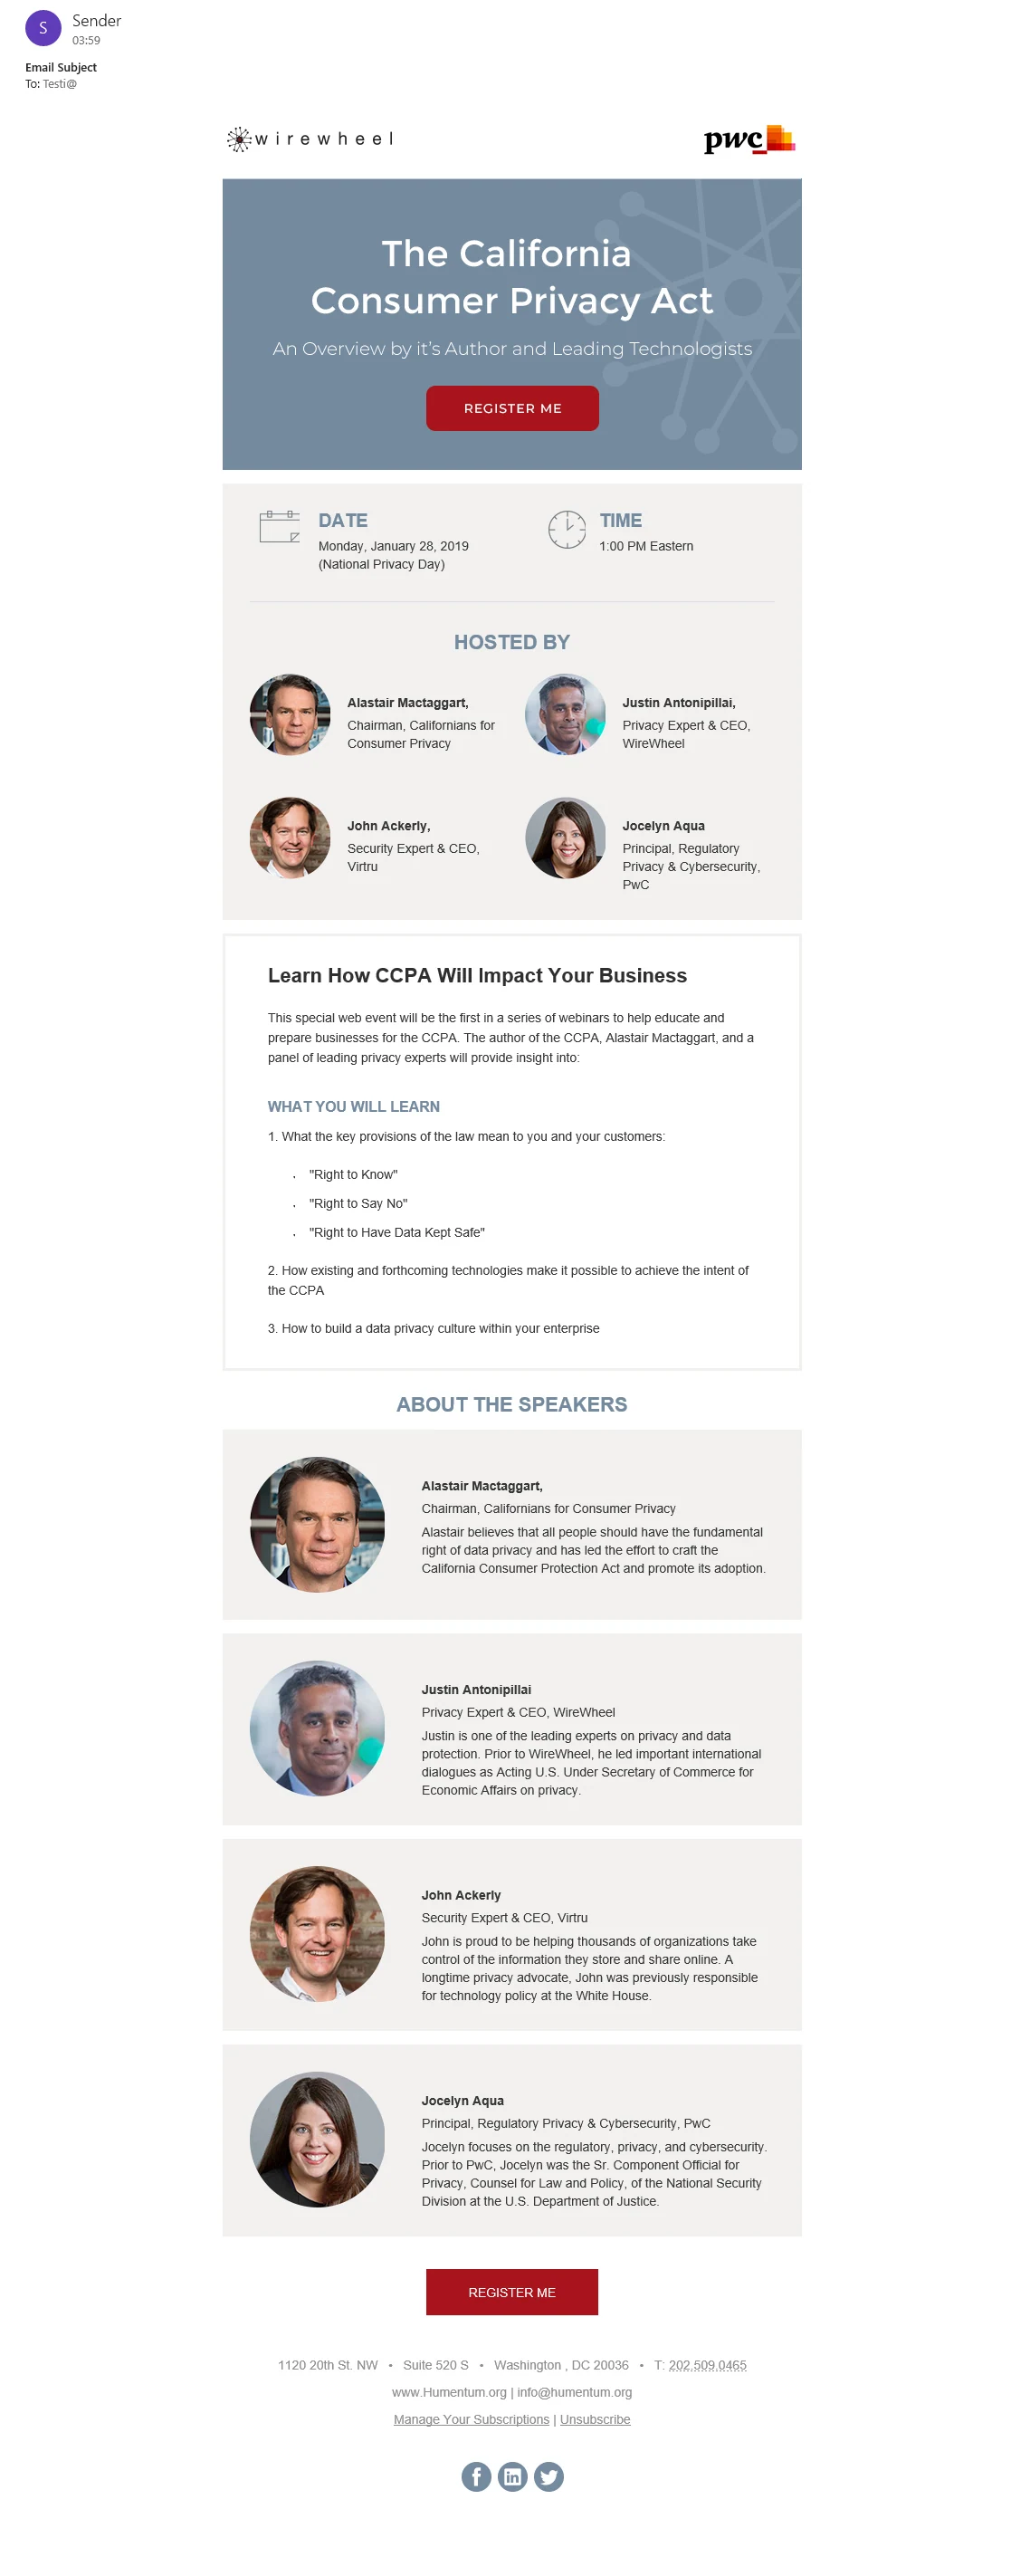 S
Sender
03:59
Email Subject
To: Testi@
wirewheel
pwc
The California
Consumer Privacy Act
An Overview by it's Author and Leading Technologists
REGISTER ME
DATE
Monday, January 28, 2019
(National Privacy Day)
TIME
1:00 PM Eastern
HOSTED BY
Alastair Mactaggart,
Chairman, Californians for
Consumer Privacy
Justin Antonipillai,
Privacy Expert & CEO,
WireWheel
John Ackerly,
Security Expert & CEO,
Virtru
Jocelyn Aqua
Principal, Regulatory
Privacy & Cybersecurity,
PwC
Learn How CCPA Will Impact Your Business
This special web event will be the first in a series of webinars to help educate and
prepare businesses for the CCPA. The author of the CCPA, Alastair Mactaggart, and a
panel of leading privacy experts will provide insight into:
WHAT YOU WILL LEARN
1. What the key provisions of the law mean to you and your customers:
. "Right to Know"
. "Right to Say No"
. "Right to Have Data Kept Safe"
2. How existing and forthcoming technologies make it possible to achieve the intent of
the CCPA
3. How to build a data privacy culture within your enterprise
ABOUT THE SPEAKERS
Alastair Mactaggart,
Chairman, Californians for Consumer Privacy
Alastair believes that all people should have the fundamental
right of data privacy and has led the effort to craft the
California Consumer Protection Act and promote its adoption.
Justin Antonipillai
Privacy Expert & CEO, WireWheel
Justin is one of the leading experts on privacy and data
protection. Prior to WireWheel, he led important international
dialogues as Acting U.S. Under Secretary of Commerce for
Economic Affairs on privacy.
John Ackerly
Security Expert & CEO, Virtru
John is proud to be helping thousands of organizations take
control of the information they store and share online. A
longtime privacy advocate, John was previously responsible
for technology policy at the White House.
Jocelyn Aqua
Principal, Regulatory Privacy & Cybersecurity, PwC
Jocelyn focuses on the regulatory, privacy, and cybersecurity.
Prior to PwC, Jocelyn was the Sr. Component Official for
Privacy, Counsel for Law and Policy, of the National Security
Division at the U.S. Department of Justice.
REGISTER ME
1120 20th St. NW • Suite 520 S • Washington , DC 20036 • T: 202.509.0465
www.Humentum.org | info@humentum.org
Manage Your Subscriptions | Unsubscribe